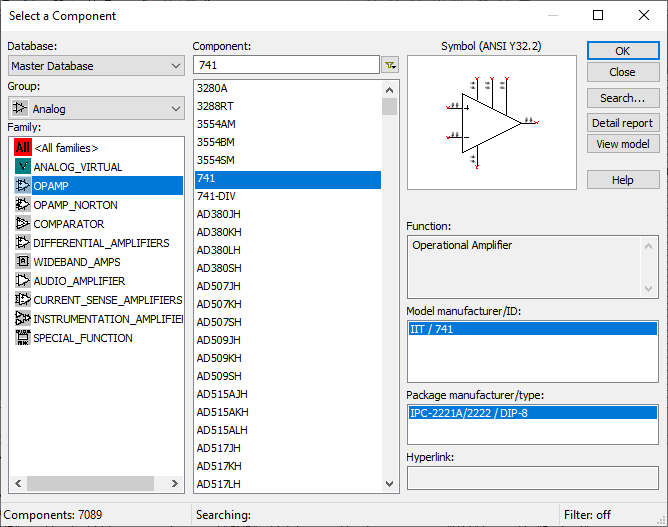 Select a Component
Database:
Master Database
Group:
Analog
Family:
All <All families>
ANALOG_VIRTUAL
OPAMP
OPAMP_NORTON
COMPARATOR
DIFFERENTIAL_AMPLIFIERS
WIDEBAND_AMPS
AUDIO_AMPLIFIER
CURRENT_SENSE_AMPLIFIERS
INSTRUMENTATION_AMPLIFIE
SPECIAL_FUNCTION
Component:
741
3280A
3288RT
3554AM
3554BM
3554SM
741
741-DIV
AD380JH
AD380KH
AD380LH
AD380SH
AD507JH
AD507KH
AD507SH
AD509JH
AD509KH
AD509SH
AD515AJH
AD515AKH
AD515ALH
AD517JH
AD517KH
AD517LH
Symbol (ANSI Y32.2)
Function:
Operational Amplifier
Model manufacturer/ID:
IIT / 741
Package manufacturer/type:
IPC-2221A/2222 / DIP-8
Hyperlink:
OK
Close
Search...
Detail report
View model
Help
Components: 7089
Searching:
Filter: off